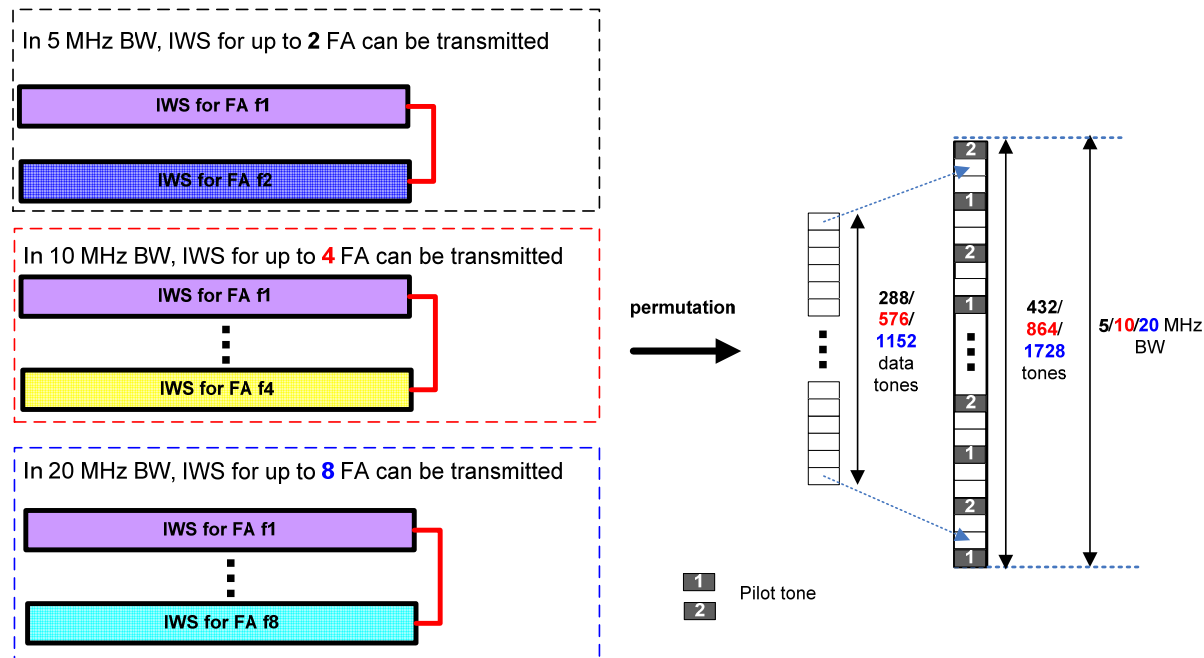 In 5 MHz BW, IWS for up to 2 FA can be transmitted
IWS for FA f1
IWS for FA f2
In 10 MHz BW, IWS for up to 4 FA can be transmitted
IWS for FA f1
IWS for FA f4
In 20 MHz BW, IWS for up to 8 FA can be transmitted
IWS for FA f1
IWS for FA f8
permutation
288/
576/
1152
data
tones
2
1
2
1
2
1
2
1
432/
864/
1728
tones
5/10/20 MHz
BW
1
2
Pilot tone